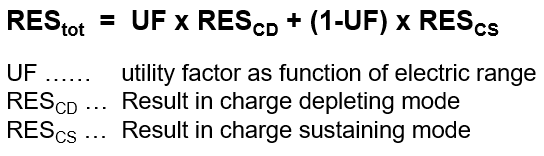 RES_tot = UF x RES_CD + (1-UF) x RES_CS
UF …… utility factor as function of electric range
RES_CD … Result in charge depleting mode
RES_CS … Result in charge sustaining mode